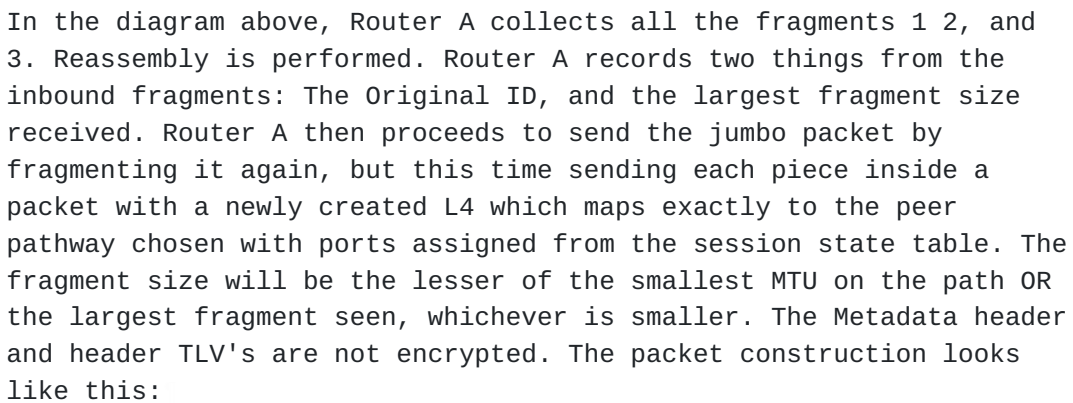 In the diagram above, Router A collects all the fragments 1 2, and
3. Reassembly is performed. Router A records two things from the
inbound fragments: The Original ID, and the largest fragment size
received. Router A then proceeds to send the jumbo packet by
fragmenting it again, but this time sending each piece inside a
packet with a newly created L4 which maps exactly to the peer
pathway chosen with ports assigned from the session state table. The
fragment size will be the lesser of the smallest MTU on the path OR
the largest fragment seen, whichever is smaller. The Metadata header
and header TLV's are not encrypted. The packet construction looks
like this: